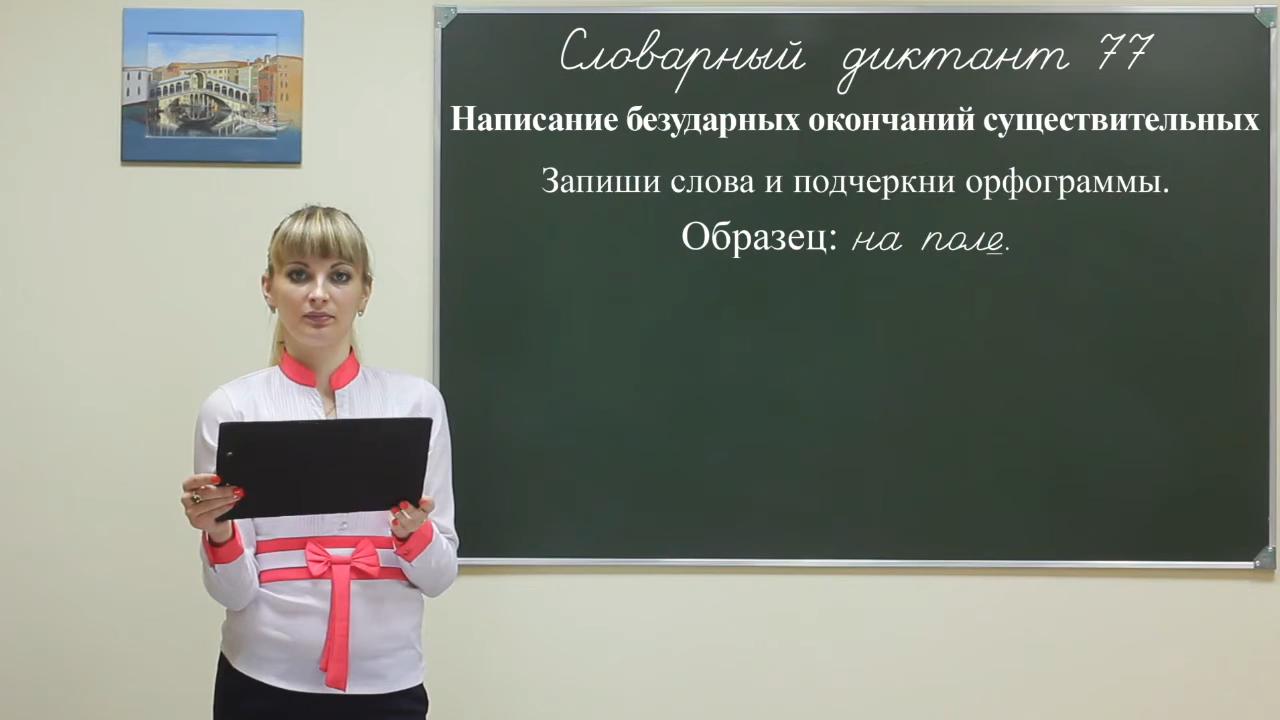 Словарный диктант 77
Написание безударных окончаний существительных
Запиши слова и подчеркни орфограммы.
Образец: на поле.